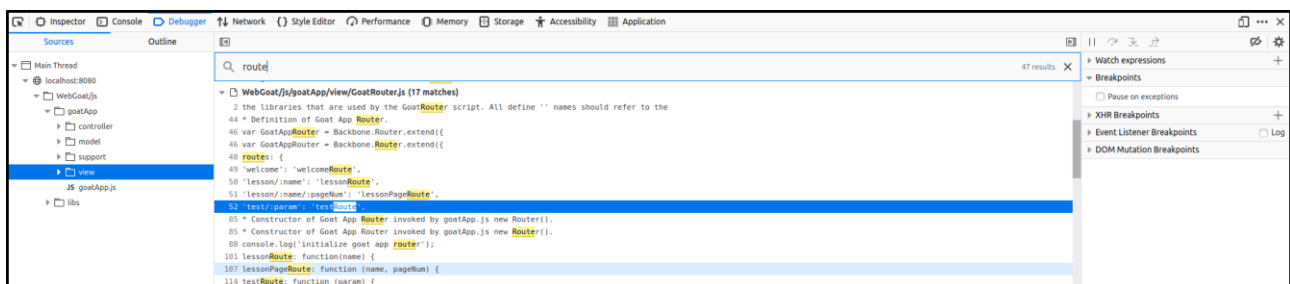 Inspector Console Debugger Network Style Editor Performance Memory Storage Accessibility Application
Sources Outline
Main Thread
localhost:8080
WebGoat/js
goatApp
controller
model
support
view
JS goatApp.js
libs
route 47 results
WebGoat/js/goatApp/view/GoatRouter.js (17 matches)
2 the libraries that are used by the GoatRouter script. All define '' names should refer to the
44 * Definition of Goat App Router.
46 var GoatAppRouter = Backbone.Router.extend({
46 var GoatAppRouter = Backbone.Router.extend({
48 routes: {
49 'welcome': 'welcomeRoute',
50 'lesson/:name': 'lessonRoute',
51 'lesson/:name/:pageNum': 'lessonPageRoute',
52 'test/:param': 'testRoute',
85 * Constructor of Goat App Router invoked by goatApp.js new Router().
85 * Constructor of Goat App Router invoked by goatApp.js new Router().
88 console.log('initialize goat app router');
101 lessonRoute: function(name) {
107 lessonPageRoute: function (name, pageNum) {
114 testRoute: function (param) {
Watch expressions
Breakpoints
Pause on exceptions
XHR Breakpoints
Event Listener Breakpoints Log
DOM Mutation Breakpoints